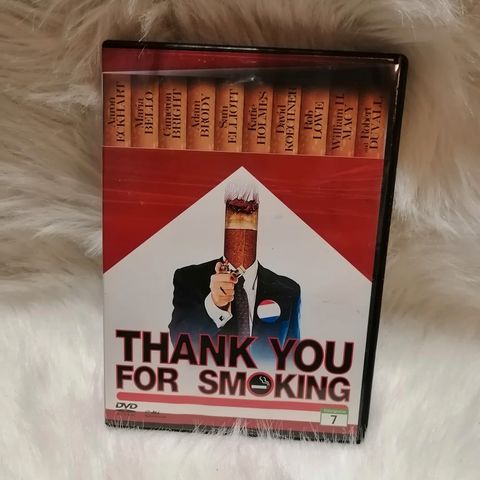 Aaron
ECKHART
Maria
BELLO
Cameron
BRIGHT
Adam
BRODY
Sam
ELLIOTT
Katie
HOLMES
David
KOECHNER
Rob
LOWE
William H.
MACY
and Robert
DUVALL
THANK YOU
FOR SMOKING
DVD
7